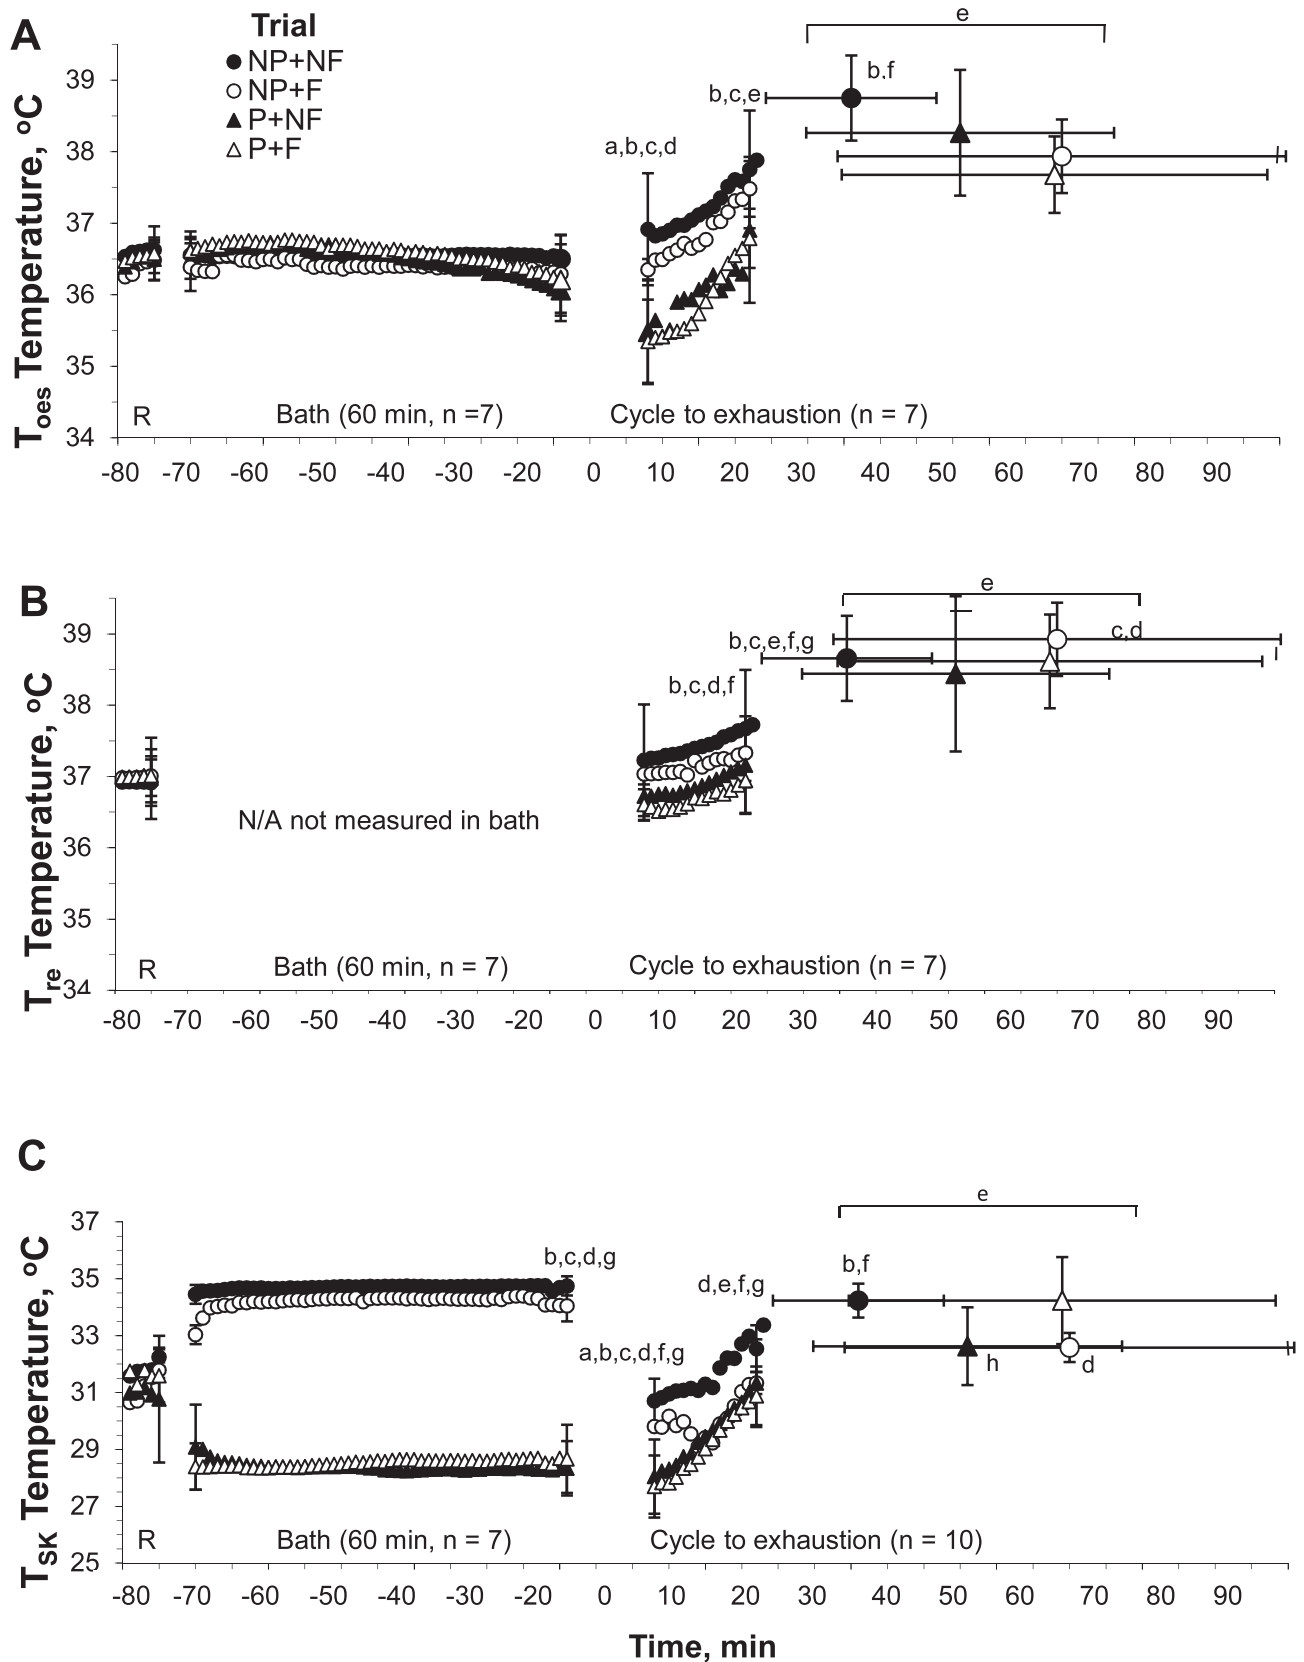 A
Trial
NP+NF
NP+F
P+NF
P+F
e
b,f
b,c,e
a,b,c,d
Toes Temperature, ºC
39
38
37
36
35
34
R
Bath (60 min, n =7)
Cycle to exhaustion (n = 7)
-80 -70 -60 -50 -40 -30 -20 0 10 20 30 40 50 60 70 80 90
B
e
c,d
b,c,e,f,g
b,c,d,f
Tre Temperature, ºC
39
38
37
36
35
34
N/A not measured in bath
R
Bath (60 min, n = 7)
Cycle to exhaustion (n = 7)
-80 -70 -60 -50 -40 -30 -20 0 10 20 30 40 50 60 70 80 90
C
e
b,f
b,c,d,g
d,e,f,g
a,b,c,d,f,g
h
d
TSK Temperature, ºC
37
35
33
31
29
27
25
R
Bath (60 min, n = 7)
Cycle to exhaustion (n = 10)
-80 -70 -60 -50 -40 -30 -20 0 10 20 30 40 50 60 70 80 90
Time, min